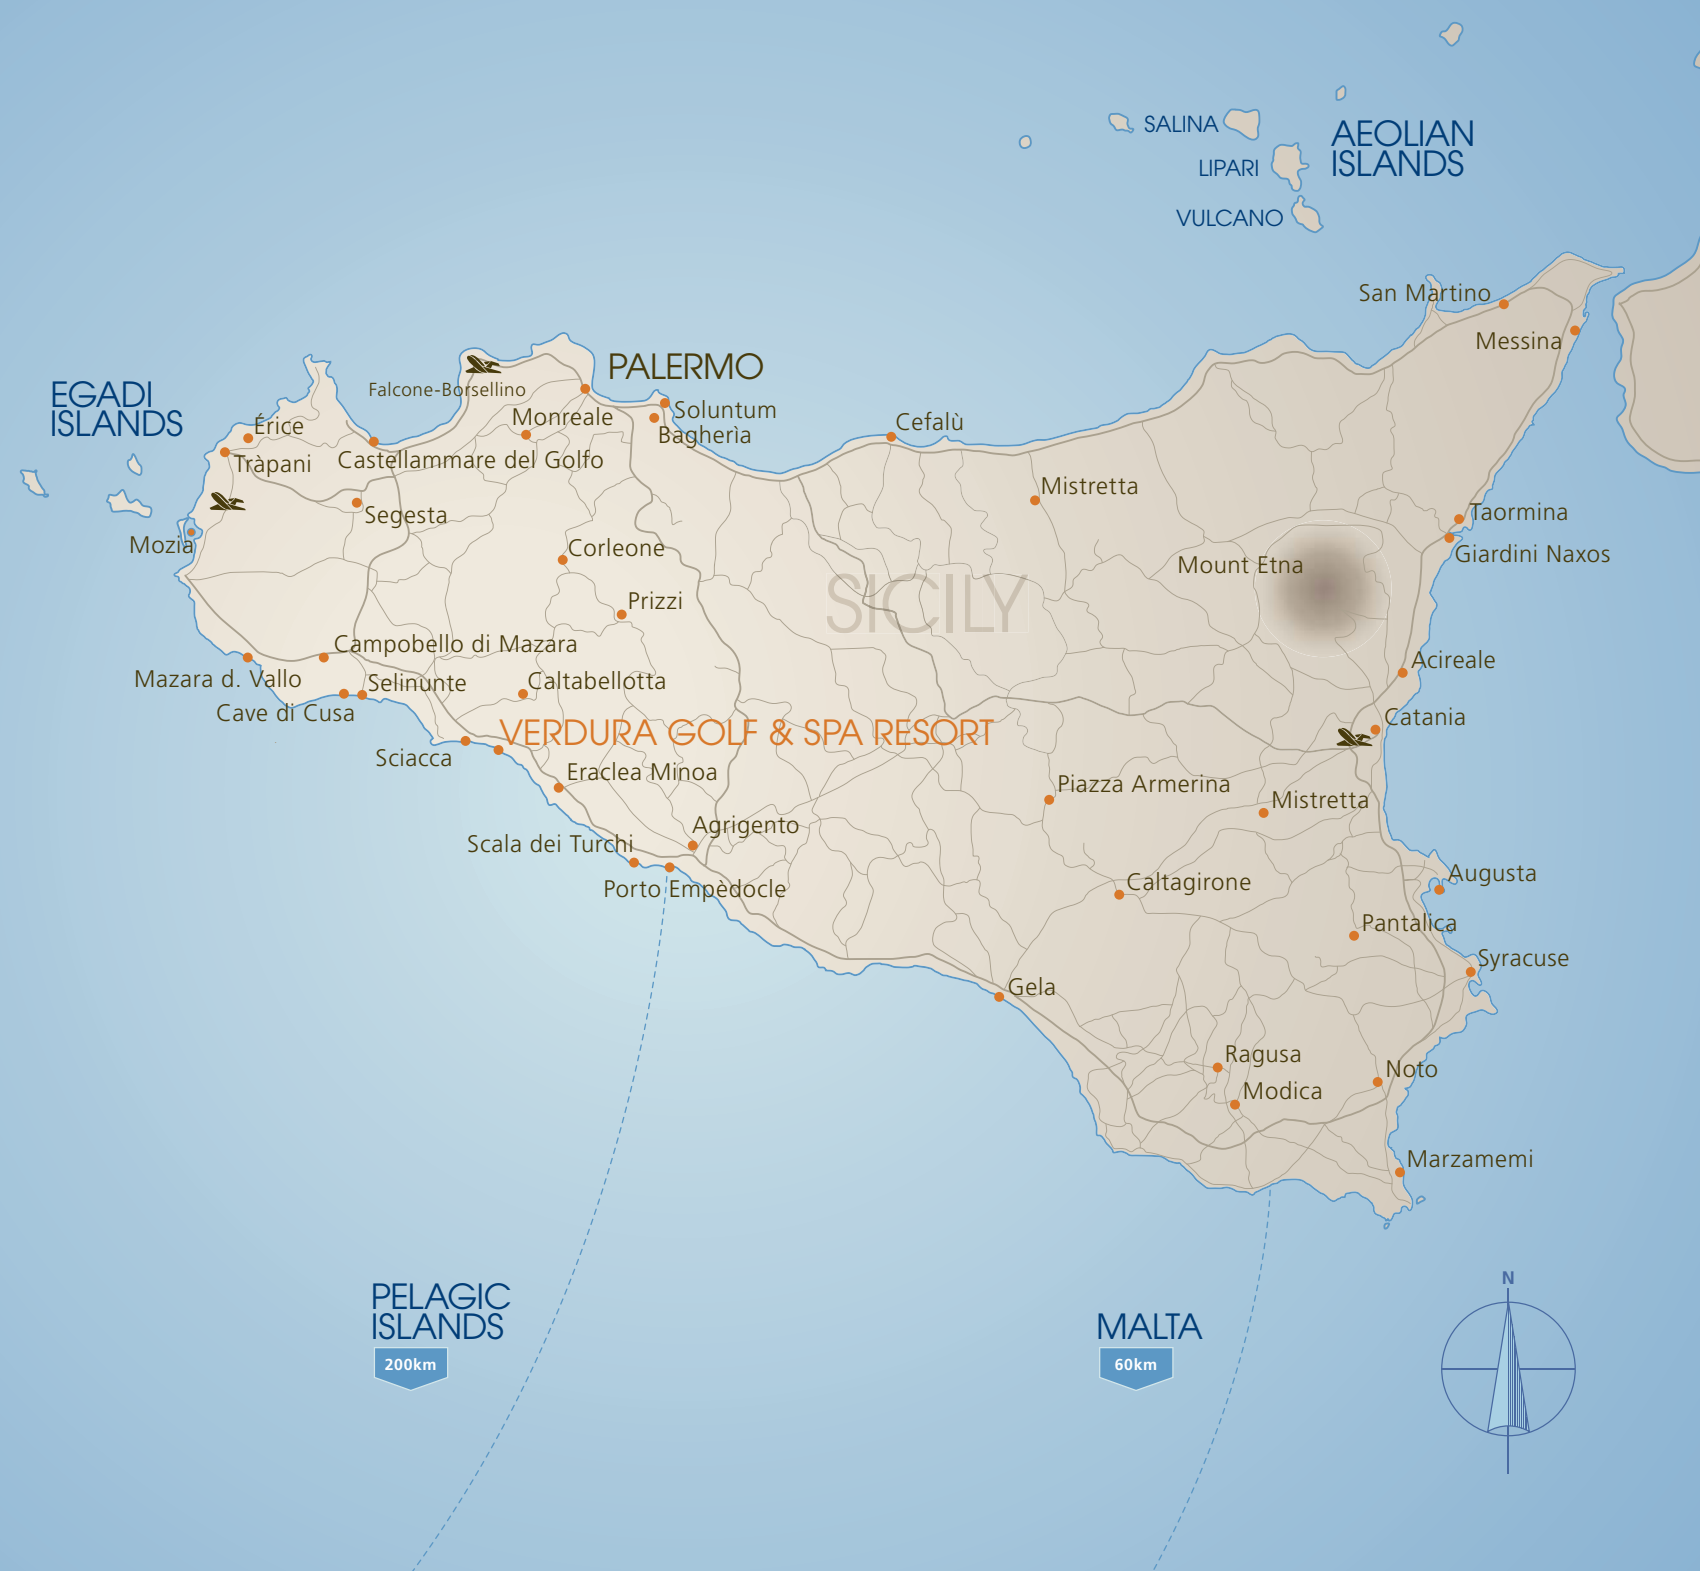 SALINA
AEOLIAN
ISLANDS
LIPARI
VULCANO
San Martino
Messina
PALERMO
EGADI
ISLANDS
Falcone-Borsellino
Soluntum
Monreale
Cefalù
Érice
Bagherìa
Tràpani
Castellammare del Golfo
Mistretta
Segesta
Taormina
Mozia
Corleone
Giardini Naxos
Mount Etna
Prizzi
SICILY
Campobello di Mazara
Acireale
Mazara d. Vallo
Selinunte
Caltabellotta
Cave di Cusa
Catania
VERDURA GOLF & SPA RESORT
Sciacca
Eraclea Minoa
Piazza Armerina
Mistretta
Agrigento
Scala dei Turchi
Augusta
Porto Empèdocle
Caltagirone
Pantalica
Syracuse
Gela
Ragusa
Noto
Modica
Marzamemi
N
PELAGIC
ISLANDS
200km
MALTA
60km